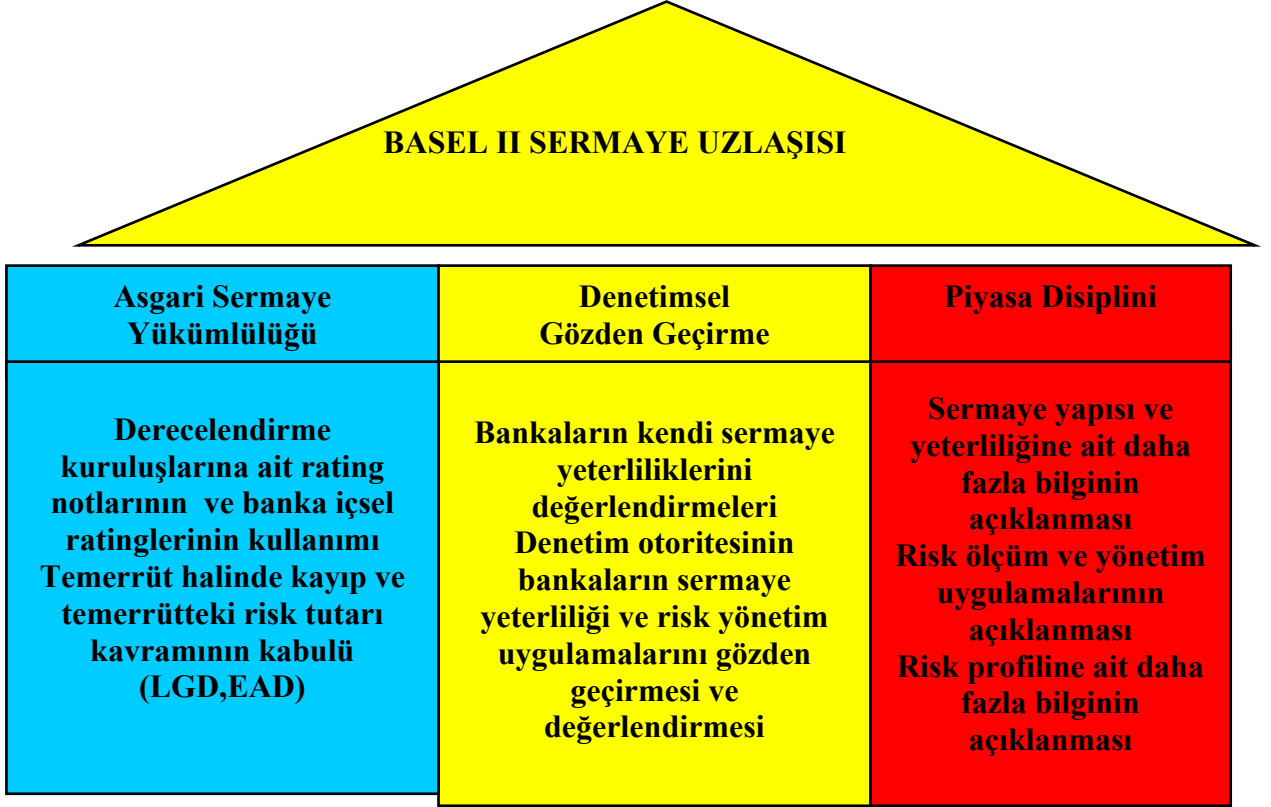 BASEL II SERMAYE UZLAŞISI
Asgari Sermaye
Yükümlülüğü
Denetimsel
Gözden Geçirme
Piyasa Disiplini
Derecelendirme
kuruluşlarına ait rating
notlarının ve banka içsel
ratinglerinin kullanımı
Temerrüt halinde kayıp ve
temerrütteki risk tutarı
kavramının kabulü
(LGD,EAD)
Bankaların kendi sermaye
yeterliliklerini
değerlendirmeleri
Denetim otoritesinin
bankaların sermaye
yeterliliği ve risk yönetim
uygulamalarını gözden
geçirmesi ve
değerlendirmesi
Sermaye yapısı ve
yeterliliğine ait daha
fazla bilginin
açıklanması
Risk ölçüm ve yönetim
uygulamalarının
açıklanması
Risk profiline ait daha
fazla bilginin
açıklanması